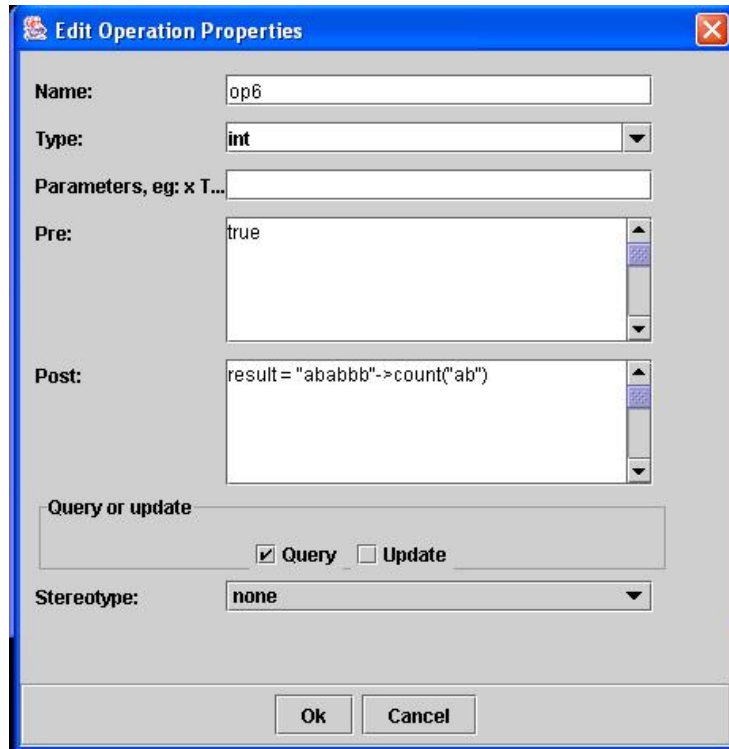 Edit Operation Properties
Name: op6
Type: int
Parameters, eg: x T...
Pre: true
Post: result = "ababbb"->count("ab")
Query or update
Query Update
Stereotype: none
Ok Cancel